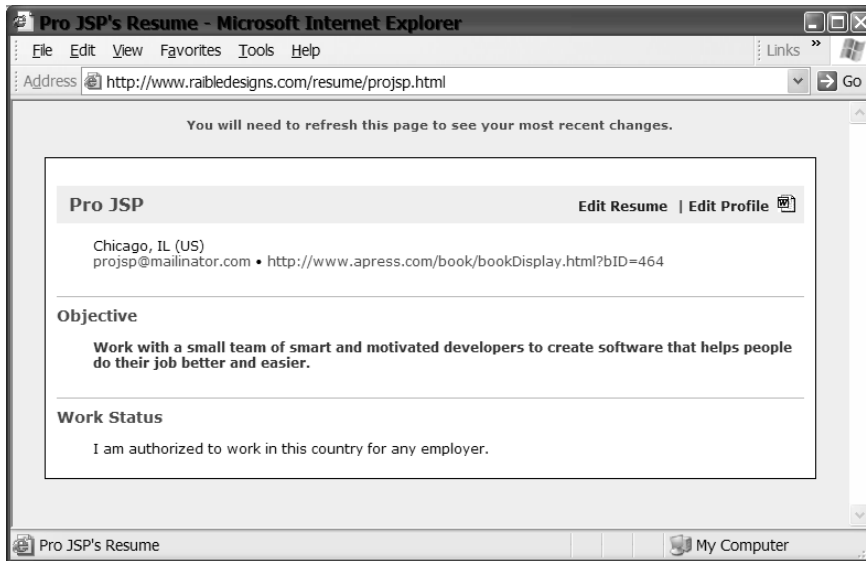 Pro JSP's Resume - Microsoft Internet Explorer
File Edit View Favorites Tools Help Links »
Address http://www.raibledesigns.com/resume/projsp.html Go
You will need to refresh this page to see your most recent changes.
Pro JSP Edit Resume | Edit Profile
Chicago, IL (US)
projsp@mailinator.com • http://www.apress.com/book/bookDisplay.html?bID=464
Objective
Work with a small team of smart and motivated developers to create software that helps people
do their job better and easier.
Work Status
I am authorized to work in this country for any employer.
Pro JSP's Resume My Computer